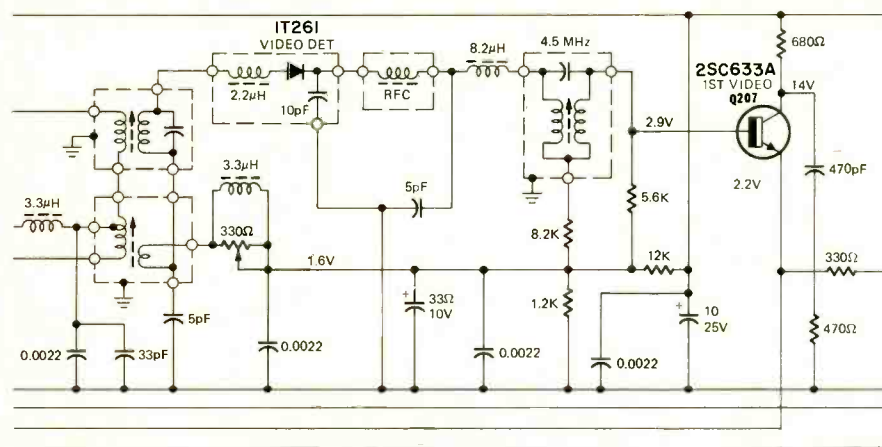 1T261
VIDEO DET
2.2µH
10pF
RFC
8.2µH
4.5 MHz
680Ω
2SC633A
1ST VIDEO
Q207
14V
2.9V
2.2V
470pF
3.3µH
3.3µH
330Ω
5pF
5.6K
8.2K
12K
330Ω
1.6V
+
33Ω
10V
1.2K
+
10
25V
470Ω
5pF
0.0022
33pF
0.0022
0.0022
0.0022